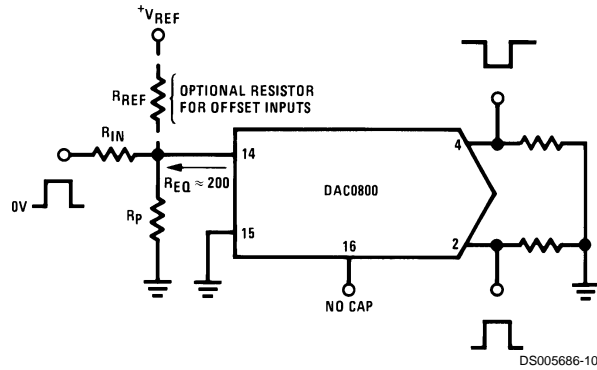 +VREF
RREF
OPTIONAL RESISTOR
FOR OFFSET INPUTS
RIN
14
4
REQ ≈ 200
DAC0800
0V
RP
15
16
2
NO CAP
DS005686-10